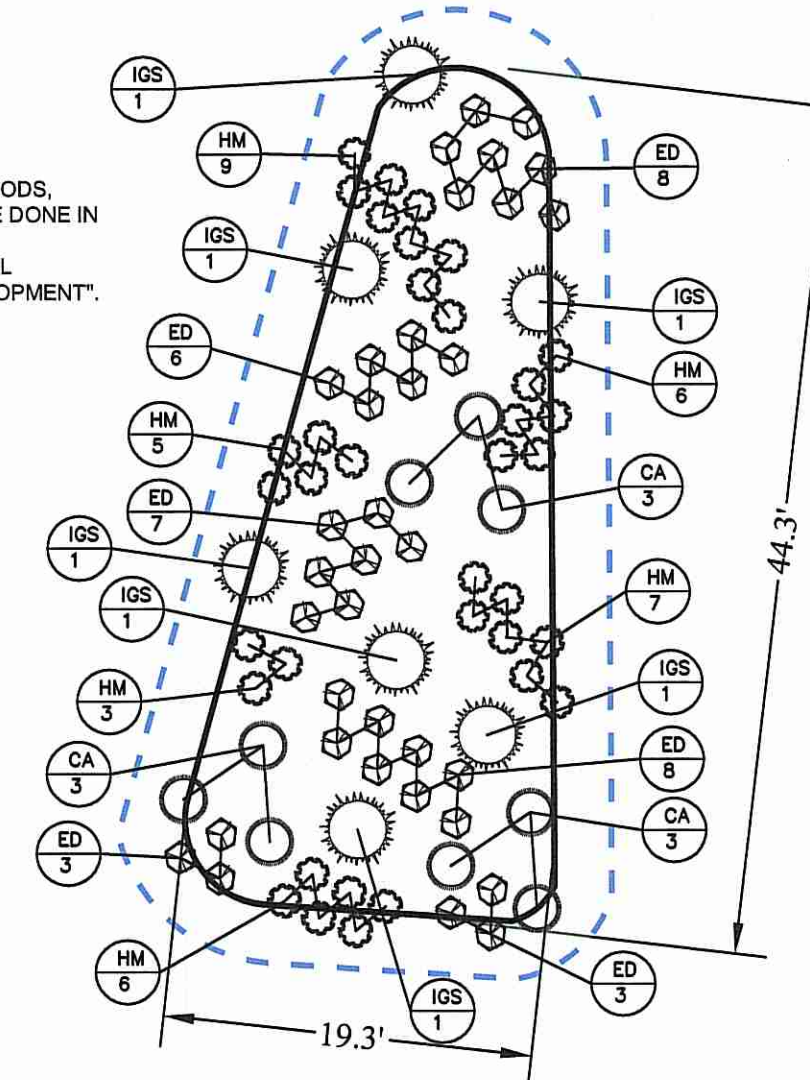 IGS
1
HM
9
ODS,
E DONE IN
L
OPMENT".
ED
8
IGS
1
IGS
1
ED
6
HM
6
HM
5
CA
3
ED
7
IGS
1
44.3'
IGS
1
HM
7
HM
3
IGS
1
CA
3
ED
8
ED
3
CA
3
HM
6
ED
3
IGS
1
19.3'